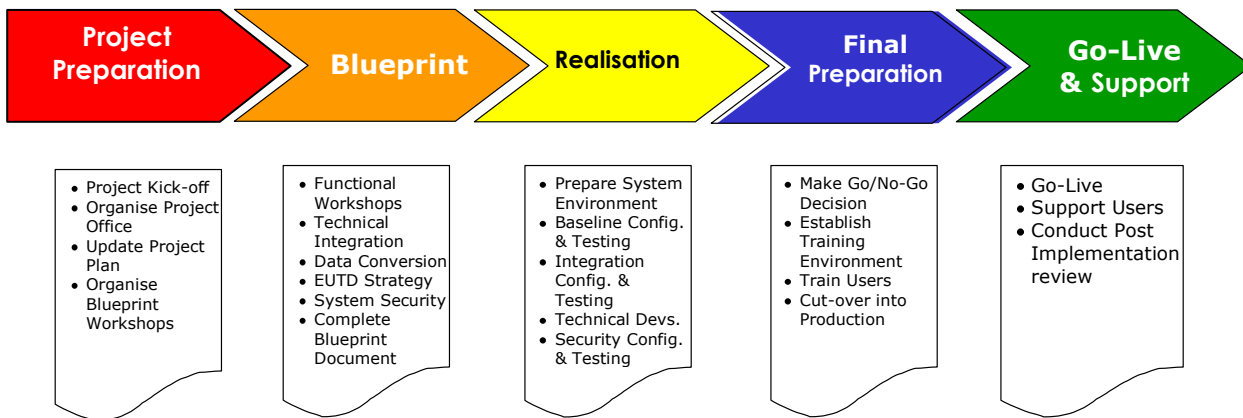 Project
Preparation
Blueprint
Realisation
Final
Preparation
Go-Live
& Support
• Project Kick-off
• Organise Project
Office
• Update Project
Plan
• Organise
Blueprint
Workshops
• Functional
Workshops
• Technical
Integration
• Data Conversion
• EUTD Strategy
• System Security
• Complete
Blueprint
Document
• Prepare System
Environment
• Baseline Config.
& Testing
• Integration
Config. &
Testing
• Technical Devs.
• Security Config.
& Testing
• Make Go/No-Go
Decision
• Establish
Training
Environment
• Train Users
• Cut-over into
Production
• Go-Live
• Support Users
• Conduct Post
Implementation
review